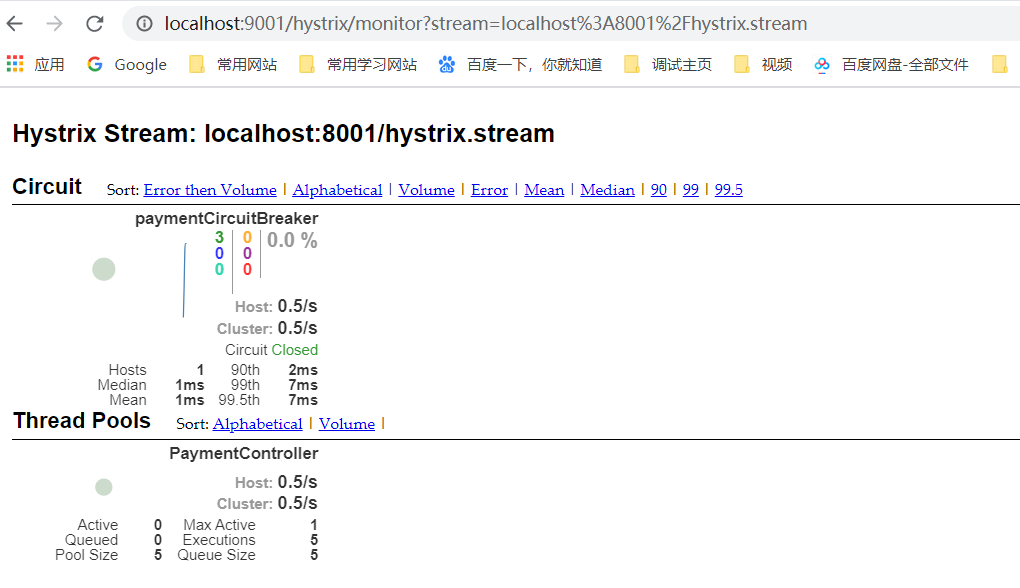 localhost:9001/hystrix/monitor?stream=localhost%3A8001%2Fhystrix.stream
应用 Google 常用网站 常用学习网站 百度一下，你就知道 调试主页 视频 百度网盘-全部文件
Hystrix Stream: localhost:8001/hystrix.stream
Circuit Sort: Error then Volume | Alphabetical | Volume | Error | Mean | Median | 90 | 99 | 99.5
paymentCircuitBreaker
3 0 0.0 %
0 0
0 0
Host: 0.5/s
Cluster: 0.5/s
Circuit Closed
Hosts 1 90th 2ms
Median 1ms 99th 7ms
Mean 1ms 99.5th 7ms
Thread Pools Sort: Alphabetical | Volume |
PaymentController
Host: 0.5/s
Cluster: 0.5/s
Active 0 Max Active 1
Queued 0 Executions 5
Pool Size 5 Queue Size 5